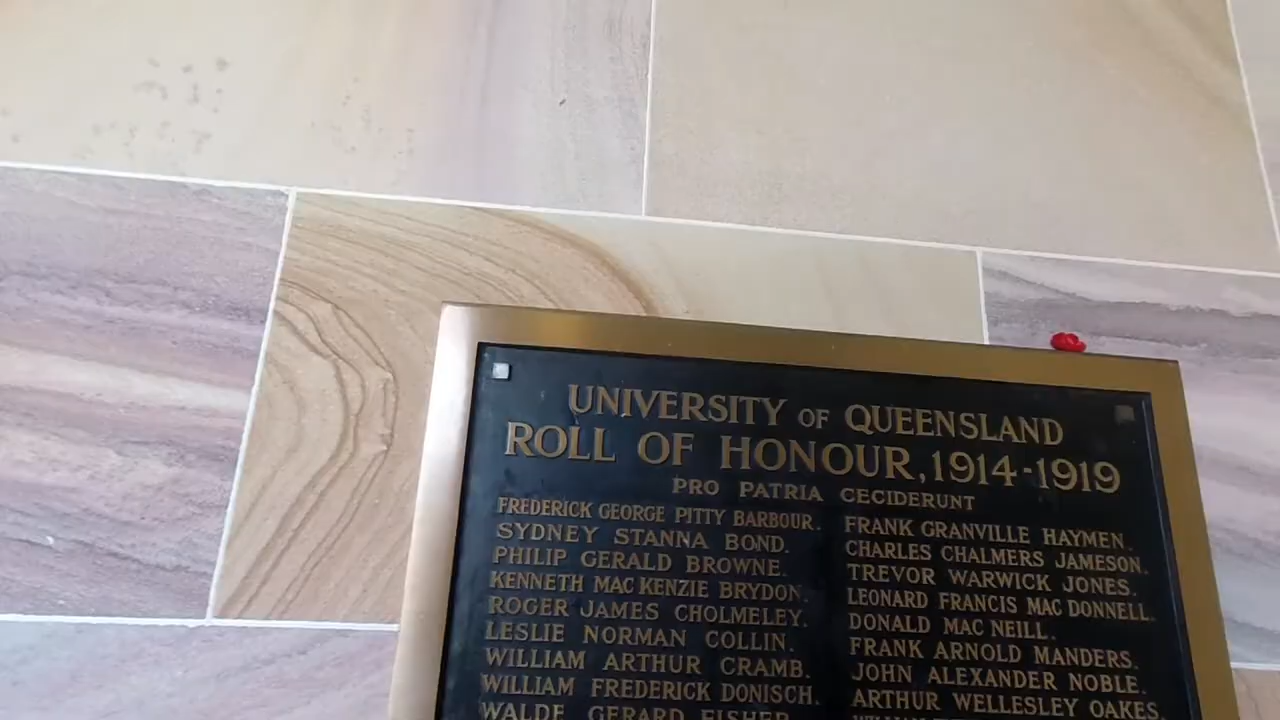 UNIVERSITY OF QUEENSLAND
ROLL OF HONOUR, 1914-1919
PRO PATRIA CECIDERUNT
FREDERICK GEORGE PITTY BARBOUR.
SYDNEY STANNA BOND.
PHILIP GERALD BROWNE.
KENNETH MAC KENZIE BRYDON.
ROGER JAMES CHOLMELEY.
LESLIE NORMAN COLLIN.
WILLIAM ARTHUR CRAMB.
WILLIAM FREDERICK DONISCH.
WALDE GERARD FISHER
FRANK GRANVILLE HAYMEN.
CHARLES CHALMERS JAMESON.
TREVOR WARWICK JONES.
LEONARD FRANCIS MAC DONNELL.
DONALD MAC NEILL.
FRANK ARNOLD MANDERS.
JOHN ALEXANDER NOBLE.
ARTHUR WELLESLEY OAKES